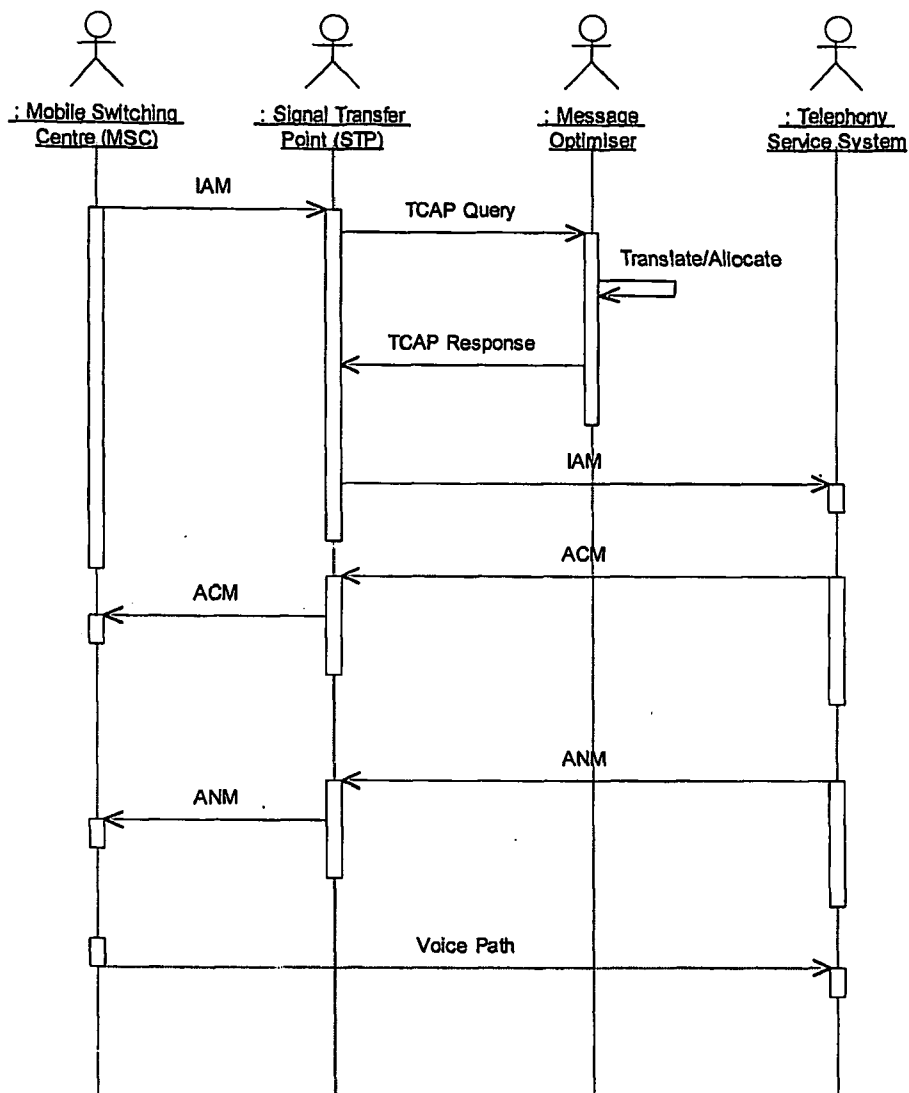 : Mobile Switching
Centre (MSC)
: Signal Transfer
Point (STP)
: Message
Optimiser
: Telephony
Service System
IAM
TCAP Query
Translate/Allocate
TCAP Response
IAM
ACM
ACM
ANM
ANM
Voice Path